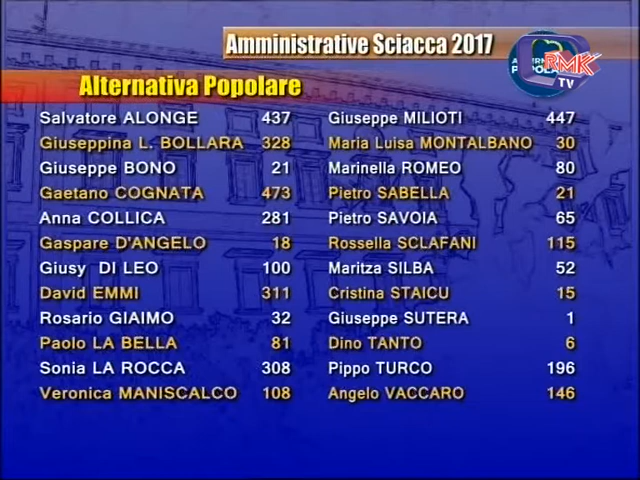 Amministrative Sciacca 2017
RMK
TV
Alternativa Popolare
Salvatore ALONGE 437
Giuseppina L. BOLLARA 328
Giuseppe BONO 21
Gaetano COGNATA 473
Anna COLLICA 281
Gaspare D'ANGELO 18
Giusy DI LEO 100
David EMMI 311
Rosario GIAIMO 32
Paolo LA BELLA 81
Sonia LA ROCCA 308
Veronica MANISCALCO 108
Giuseppe MILIOTI 447
Maria Luisa MONTALBANO 30
Marinella ROMEO 80
Pietro SABELLA 21
Pietro SAVOIA 65
Rossella SCLAFANI 115
Maritza SILBA 52
Cristina STAICU 15
Giuseppe SUTERA 1
Dino TANTO 6
Pippo TURCO 196
Angelo VACCARO 146